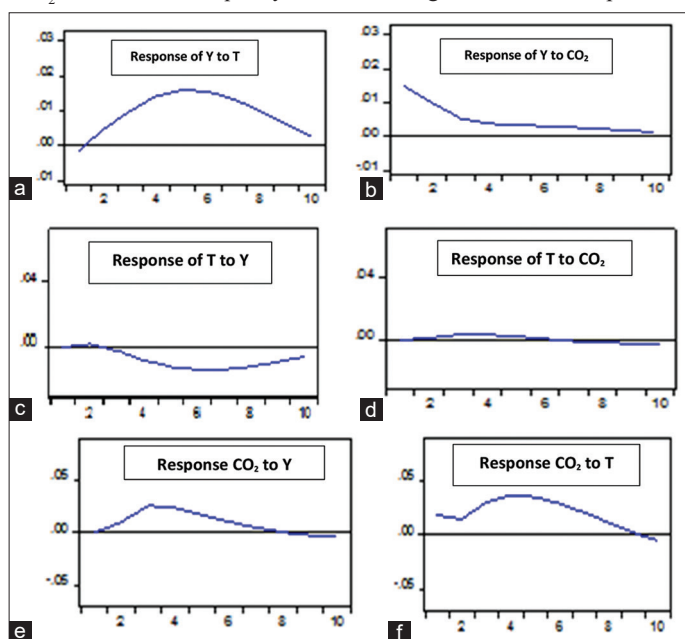 Response of Y to T
.03
.02
.01
.00
.01
2 4 6 8 10
a
Response of Y to CO₂
.03
.02
.01
.00
-.01
2 4 6 8 10
b
Response of T to Y
.04
.00
2 4 6 8 10
c
Response of T to CO₂
.04
.00
2 4 6 8 10
d
Response CO₂ to Y
.05
.00
-.05
2 4 6 8 10
e
Response CO₂ to T
.05
.00
-.05
2 4 6 8 10
f